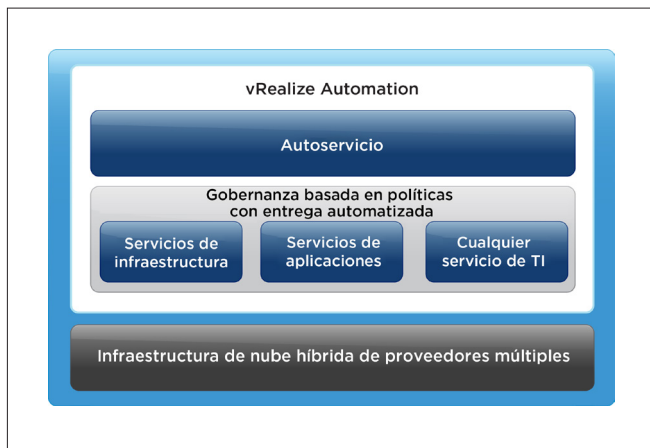 vRealize Automation
Autoservicio
Gobernanza basada en políticas
con entrega automatizada
Servicios de
infraestructura
Servicios de
aplicaciones
Cualquier
servicio de TI
Infraestructura de nube híbrida de proveedores múltiples